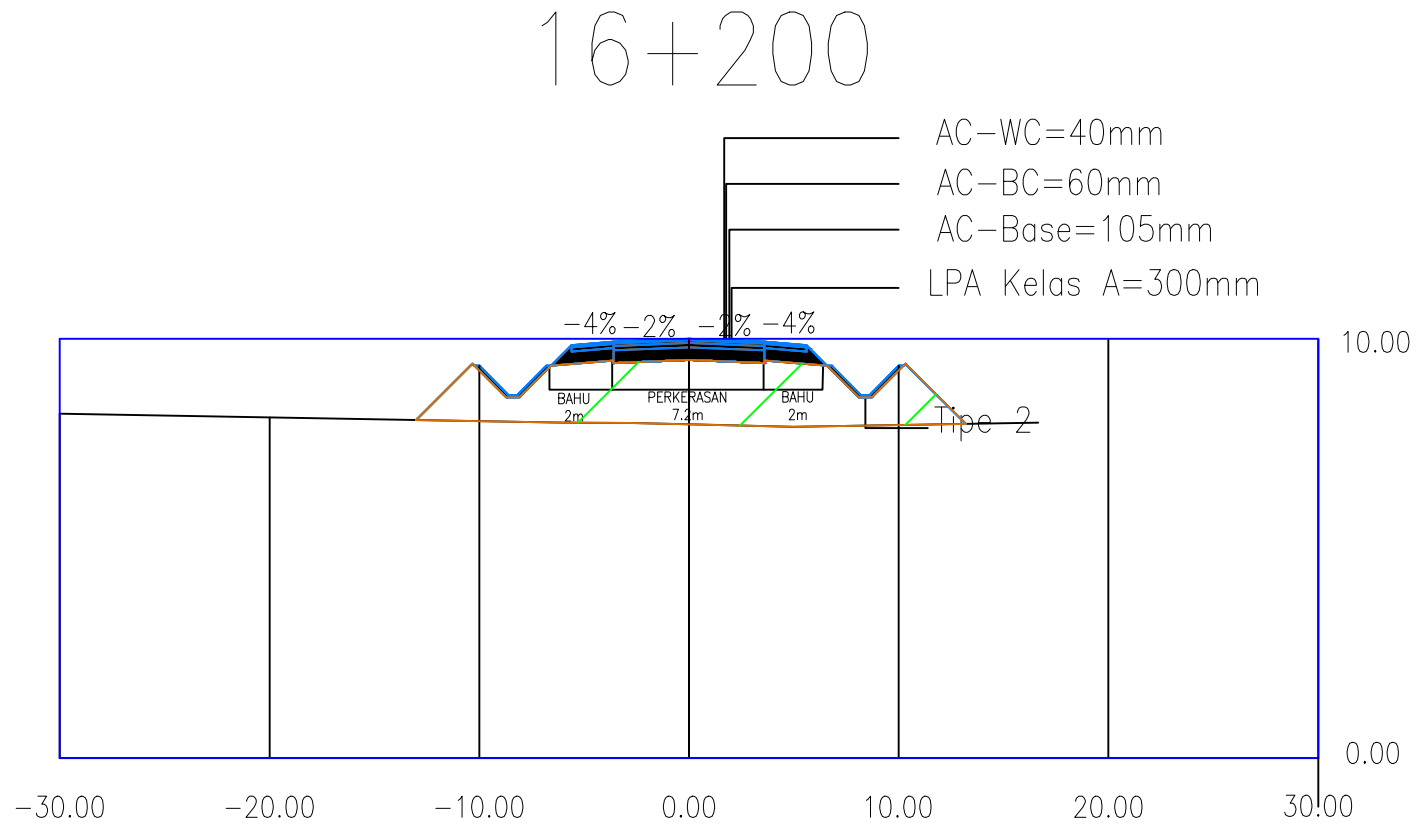 16+200
AC-WC=40mm
AC-BC=60mm
AC-Base=105mm
LPA Kelas A=300mm
-4% -2% -2% -4%
10.00
BAHU
2m
PERKERASAN
7.2m
BAHU
2m
Tipe 2
0.00
-30.00 -20.00 -10.00 0.00 10.00 20.00 30.00